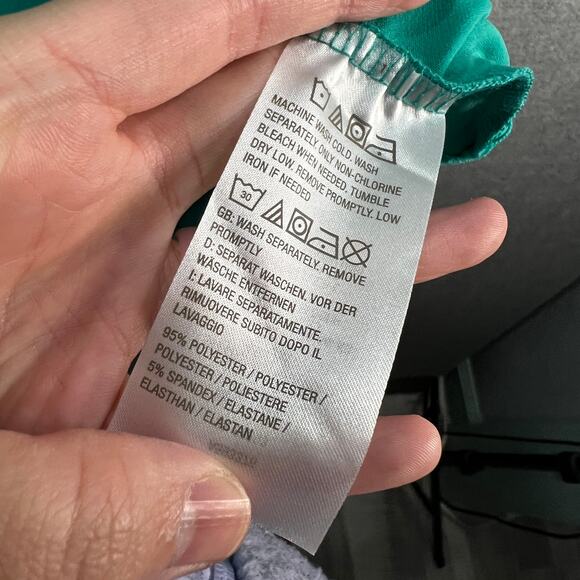 MACHINE WASH COLD. WASH
SEPARATELY. ONLY NON-CHLORINE
BLEACH WHEN NEEDED. TUMBLE
DRY LOW. REMOVE PROMPTLY. LOW
IRON IF NEEDED
30
GB: WASH SEPARATELY. REMOVE
PROMPTLY
D: SEPARAT WASCHEN. VOR DER
WÄSCHE ENTFERNEN
I: LAVARE SEPARATAMENTE.
RIMUOVERE SUBITO DOPO IL
LAVAGGIO
95% POLYESTER / POLYESTER /
POLYESTER / POLIESTERE
5% SPANDEX / ELASTANE /
ELASTHAN / ELASTAN